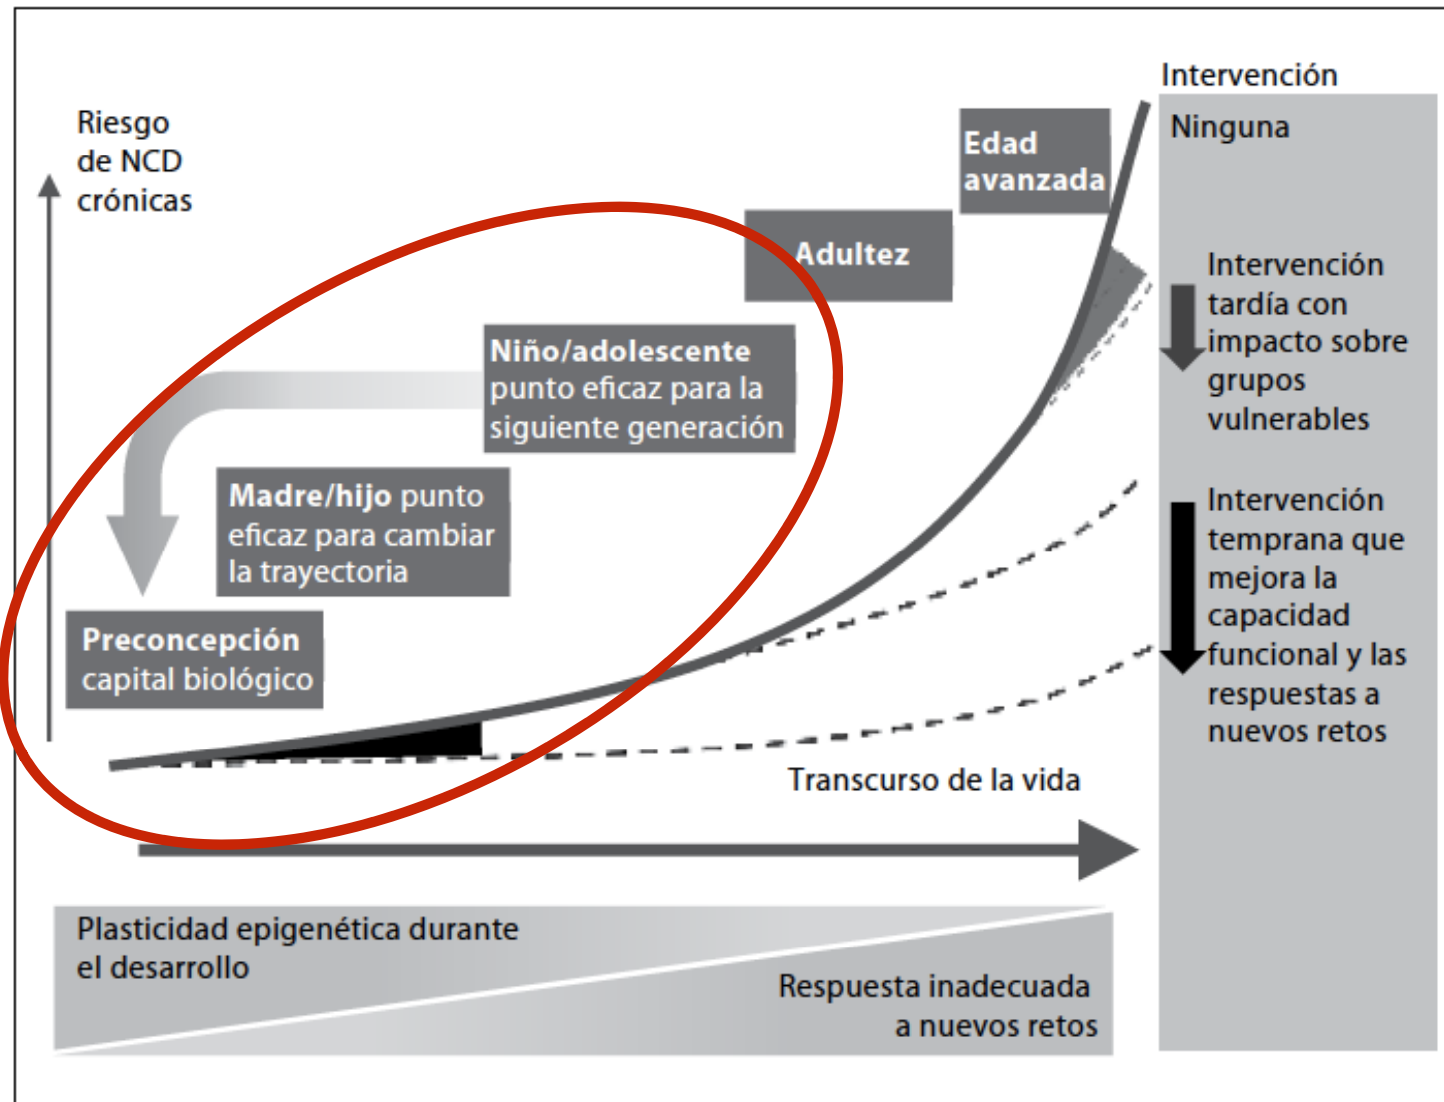 Riesgo
de NCD
crónicas
Intervención
Ninguna
Edad
avanzada
Adultez
Intervención
tardía con
impacto sobre
grupos
vulnerables
Niño/adolescente
punto eficaz para la
siguiente generación
Madre/hijo punto
eficaz para cambiar
la trayectoria
Intervención
temprana que
mejora la
capacidad
funcional y las
respuestas a
nuevos retos
Preconcepción
capital biológico
Transcurso de la vida
Plasticidad epigenética durante
el desarrollo
Respuesta inadecuada
a nuevos retos